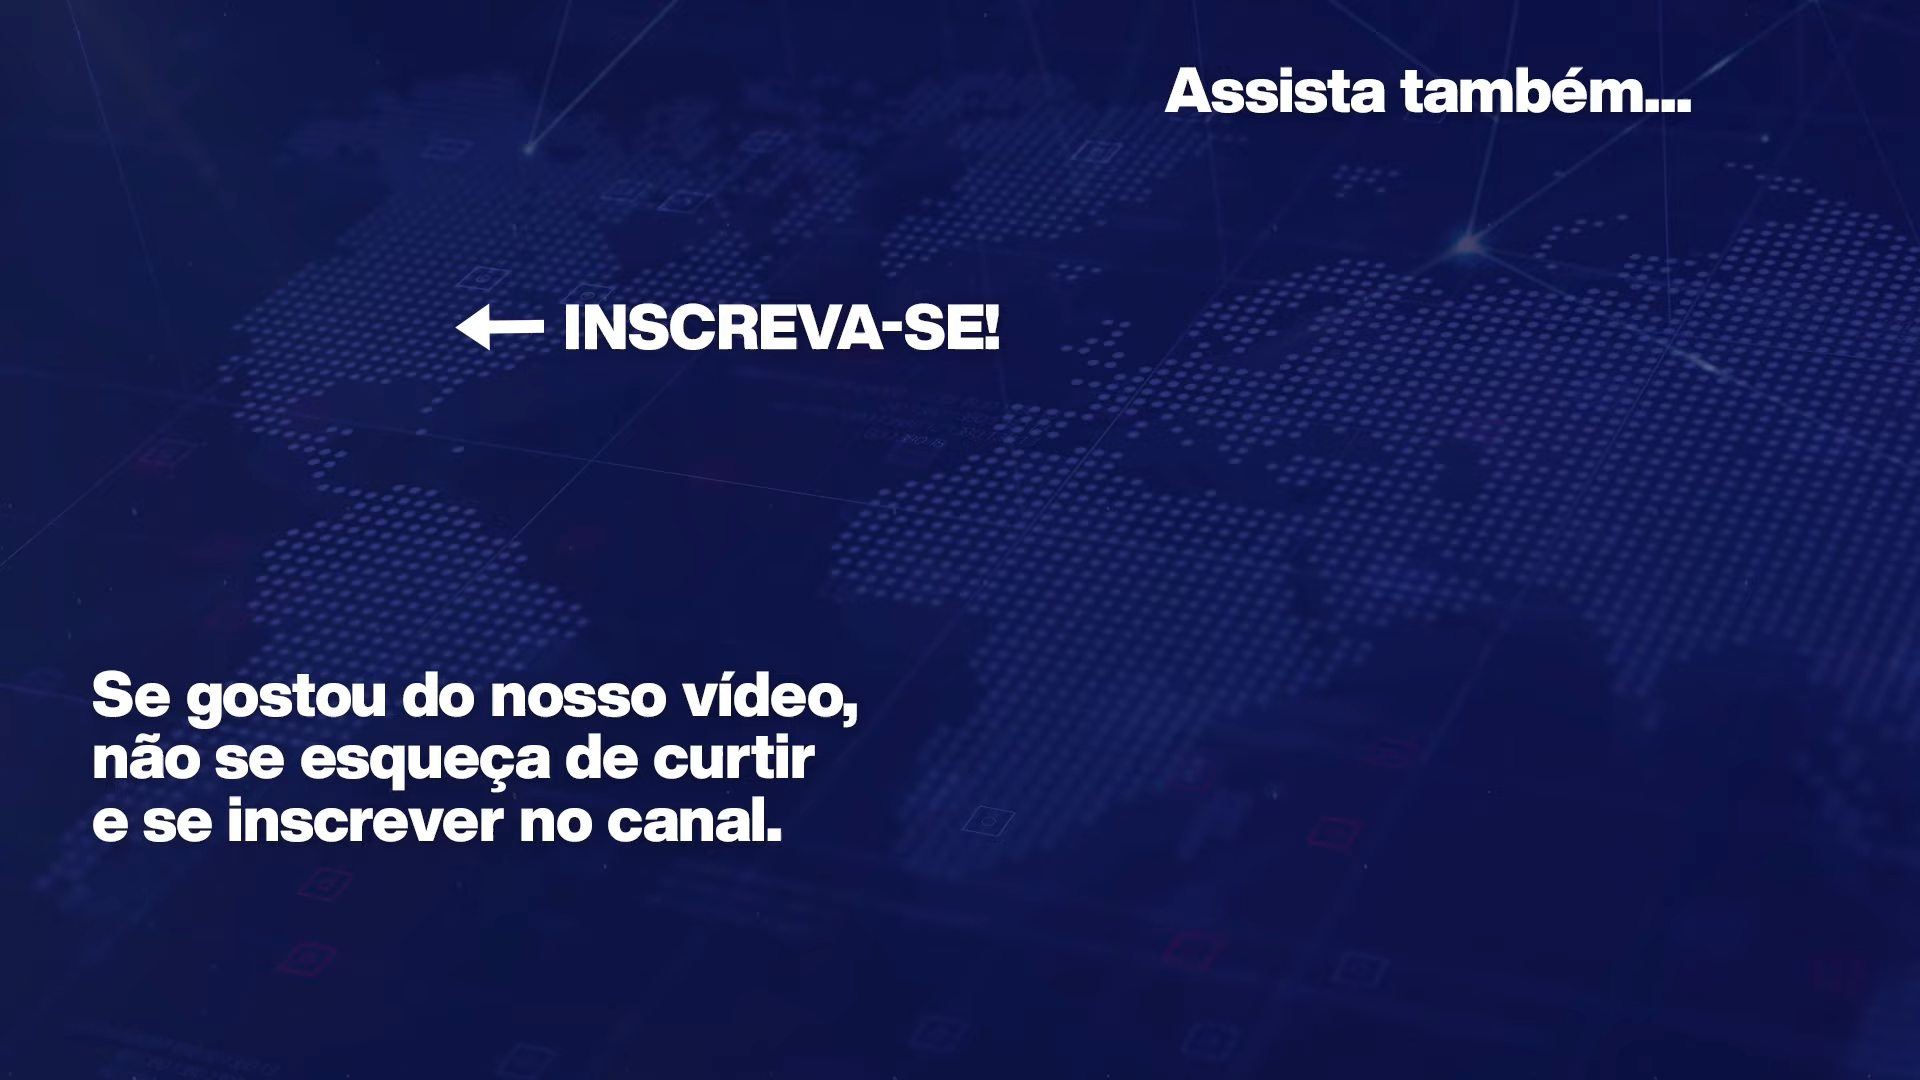 Assista também...
INSCREVA-SE!
Se gostou do nosso vídeo,
não se esqueça de curtir
e se inscrever no canal.